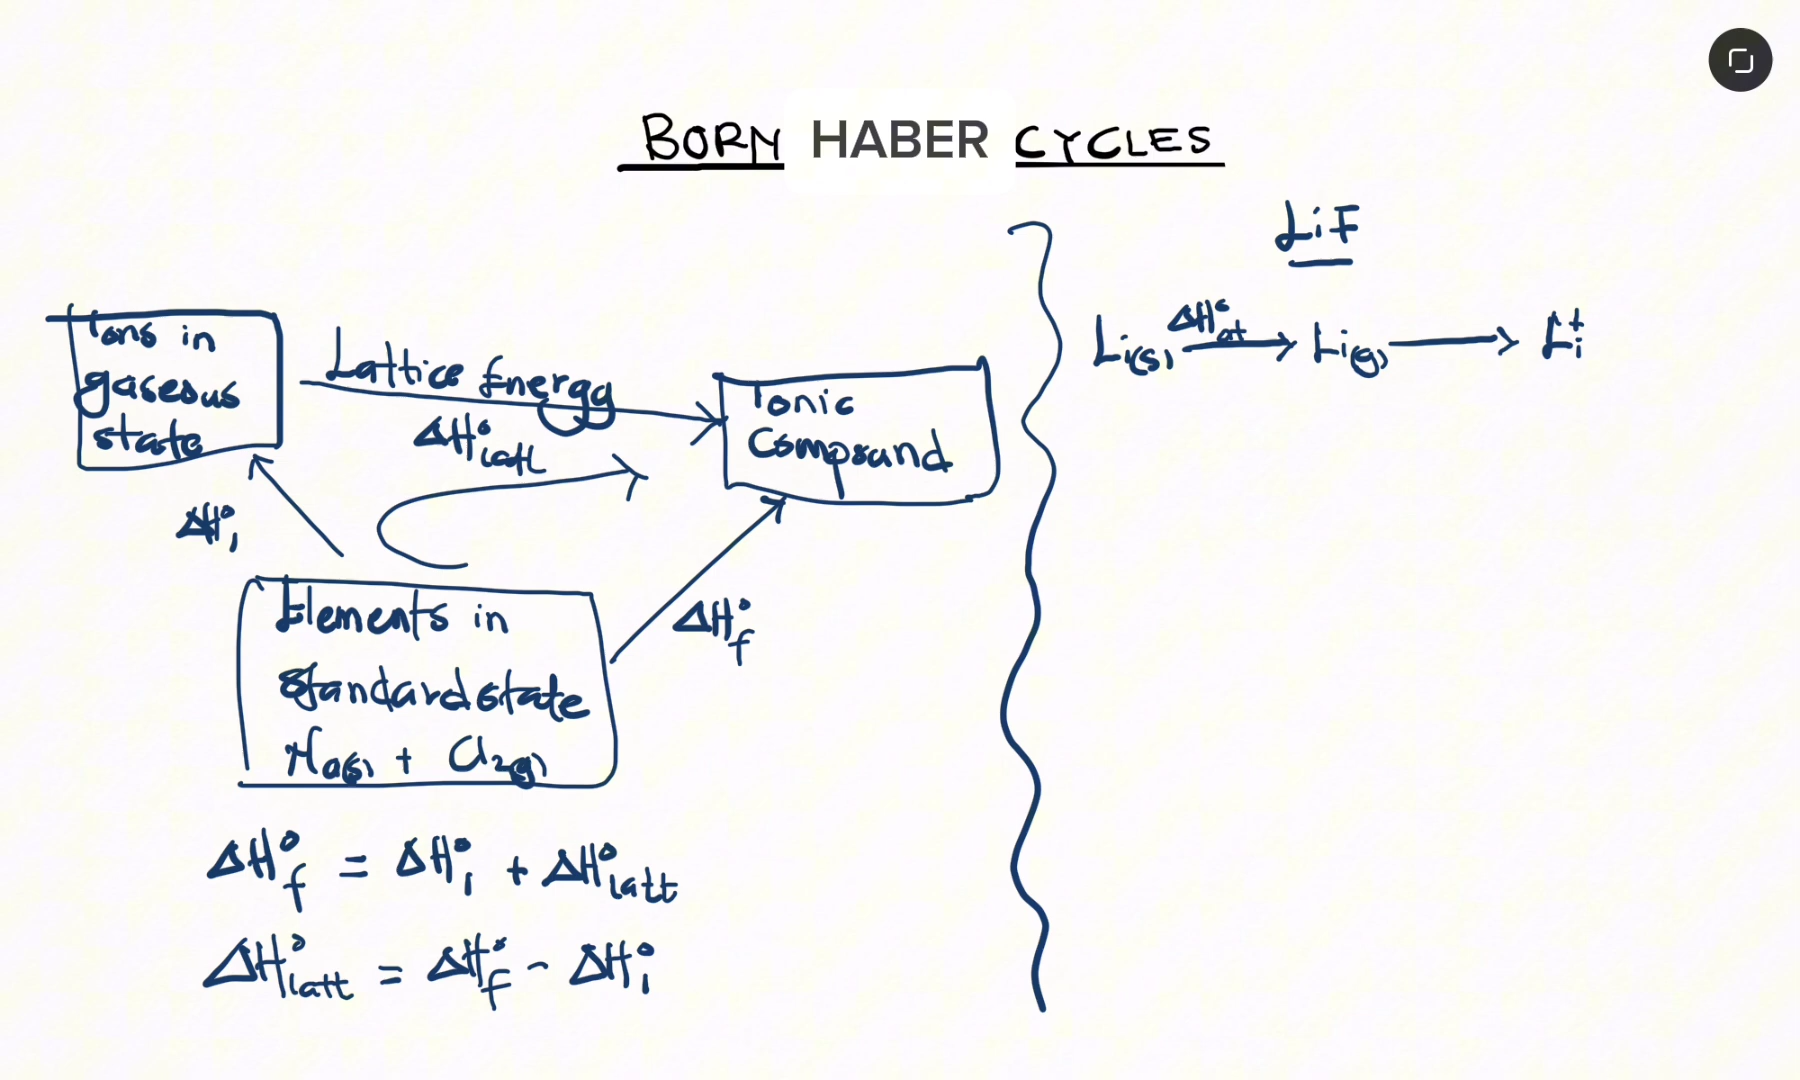 BORN HABER CYCLES
Ions in
gaseous
state
Lattice Energy
ΔH°latt
Ionic
Compound
ΔH°i
ΔH°f
Elements in
Standard state
Na(s) + Cl2(g)
ΔH°f = ΔH°i + ΔH°latt
ΔH°latt = ΔH°f - ΔH°i
LiF
Li(s) ΔH°at → Li(g) → Li+